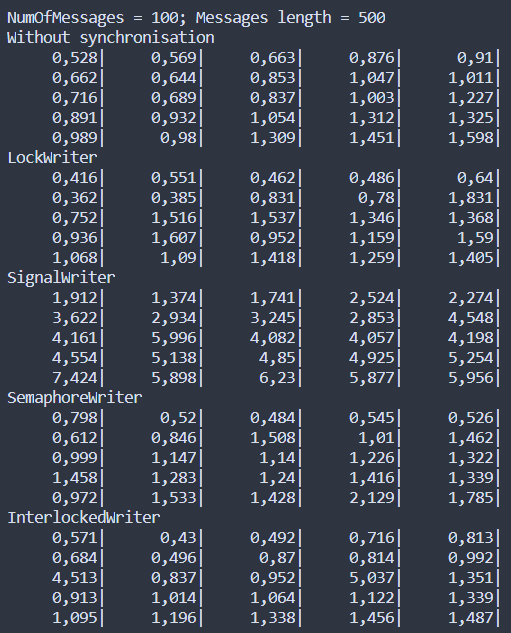 NumOfMessages = 100; Messages length = 500
Without synchronisation
0,528| 0,569| 0,663| 0,876| 0,91|
0,662| 0,644| 0,853| 1,047| 1,011|
0,716| 0,689| 0,837| 1,003| 1,227|
0,891| 0,932| 1,054| 1,312| 1,325|
0,989| 0,98| 1,309| 1,451| 1,598|
LockWriter
0,416| 0,551| 0,462| 0,486| 0,64|
0,362| 0,385| 0,831| 0,78| 1,831|
0,752| 1,516| 1,537| 1,346| 1,368|
0,936| 1,607| 0,952| 1,159| 1,59|
1,068| 1,09| 1,418| 1,259| 1,405|
SignalWriter
1,912| 1,374| 1,741| 2,524| 2,274|
3,622| 2,934| 3,245| 2,853| 4,548|
4,161| 5,996| 4,082| 4,057| 4,198|
4,554| 5,138| 4,85| 4,925| 5,254|
7,424| 5,898| 6,23| 5,877| 5,956|
SemaphoreWriter
0,798| 0,52| 0,484| 0,545| 0,526|
0,612| 0,846| 1,508| 1,01| 1,462|
0,999| 1,147| 1,14| 1,226| 1,322|
1,458| 1,283| 1,24| 1,416| 1,339|
0,972| 1,533| 1,428| 2,129| 1,785|
InterlockedWriter
0,571| 0,43| 0,492| 0,716| 0,813|
0,684| 0,496| 0,87| 0,814| 0,992|
4,513| 0,837| 0,952| 5,037| 1,351|
0,913| 1,014| 1,064| 1,122| 1,339|
1,095| 1,196| 1,338| 1,456| 1,487|